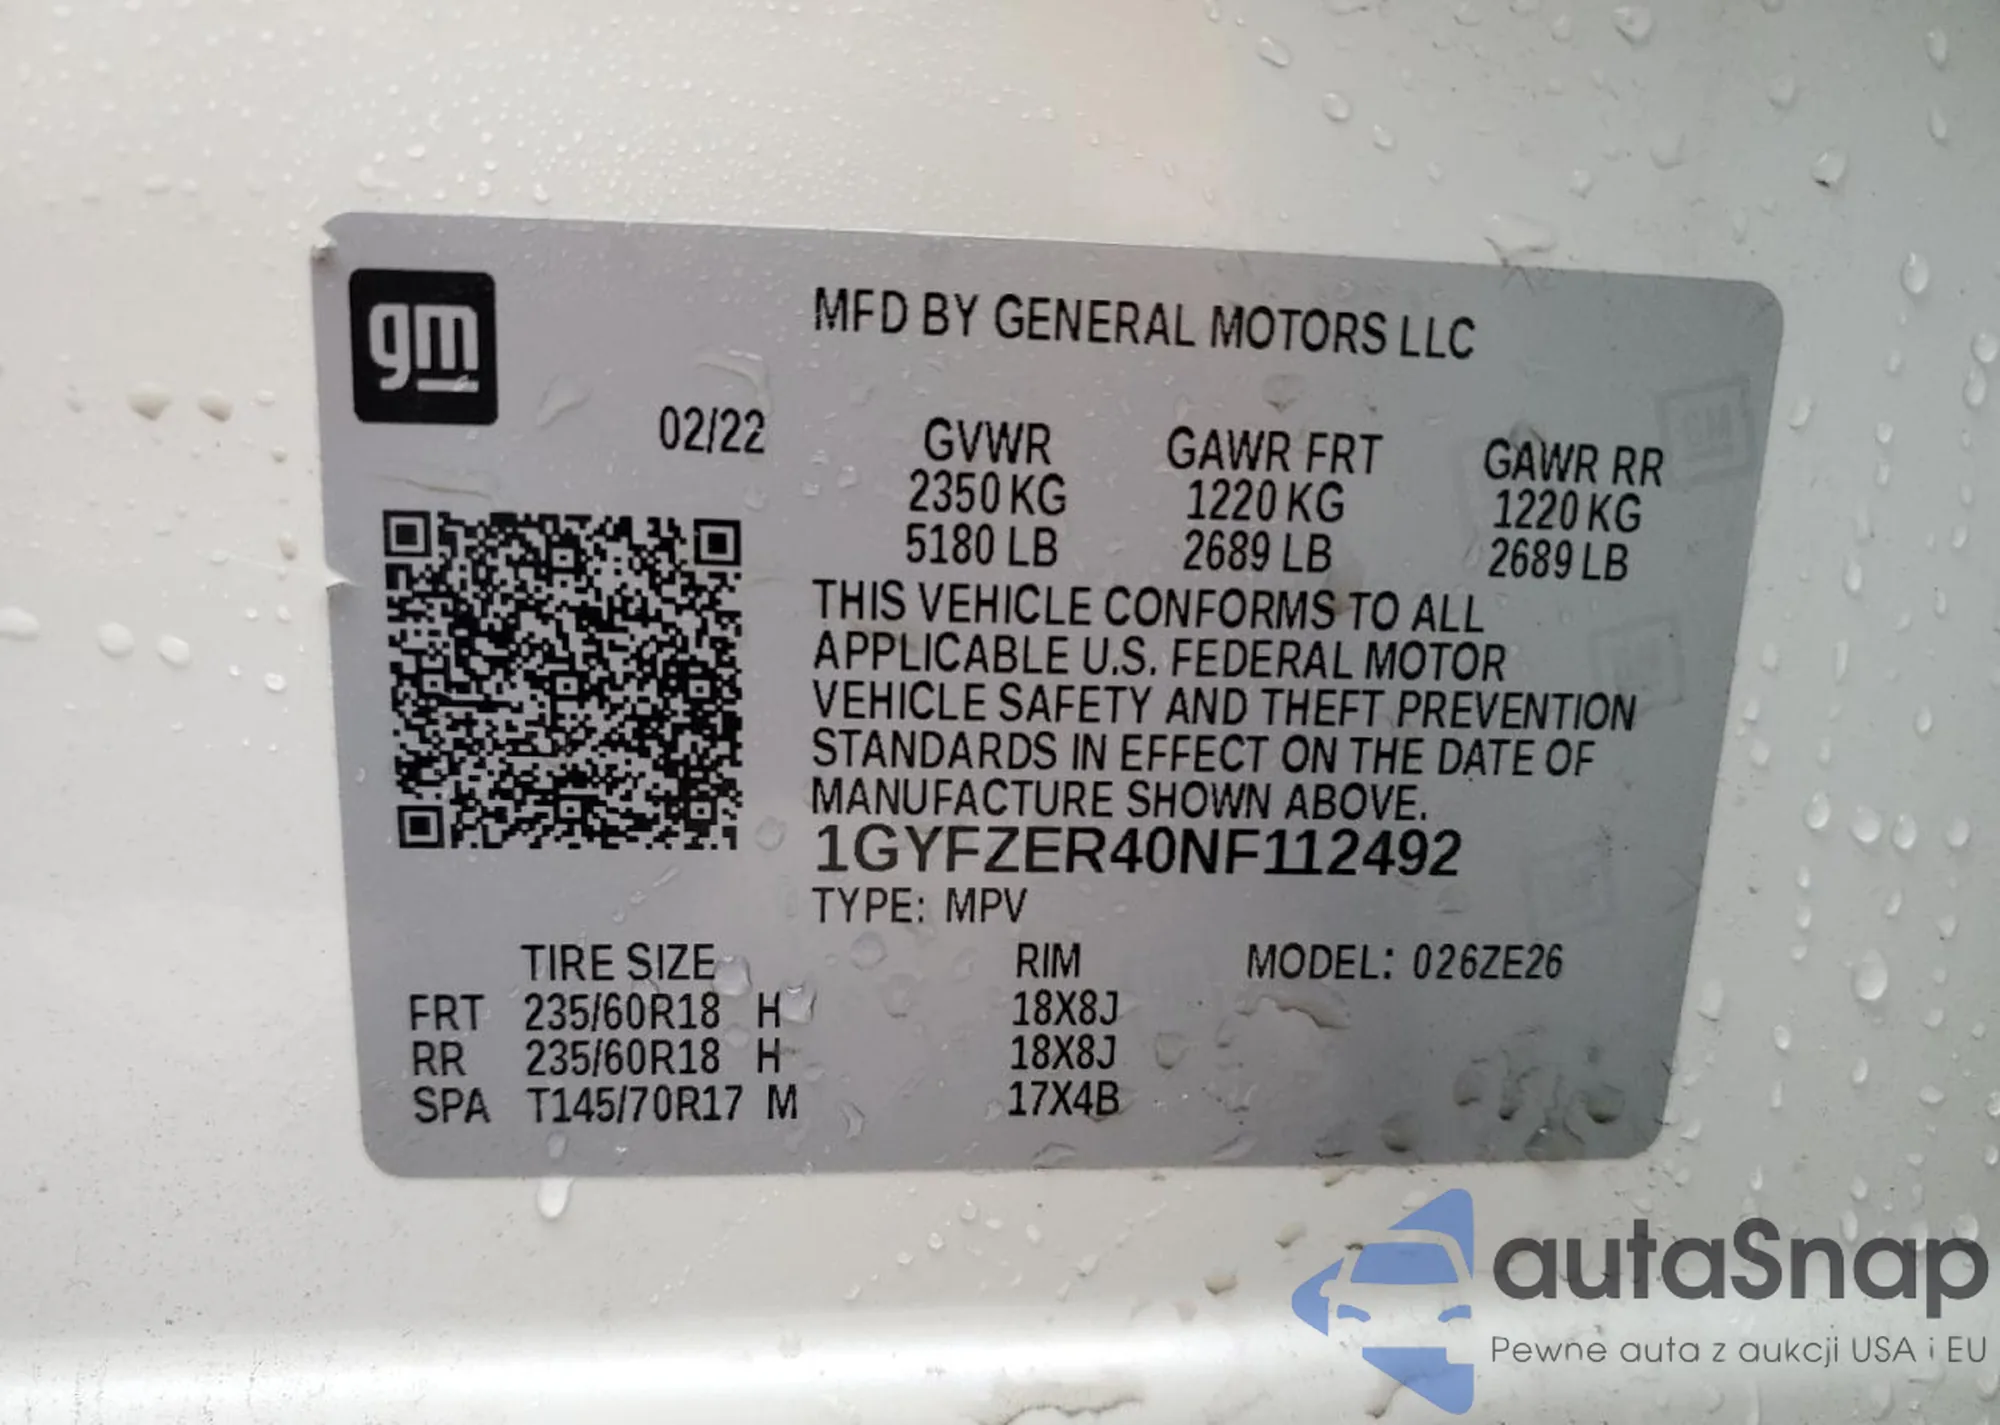 gm
MFD BY GENERAL MOTORS LLC
02/22
GVWR GAWR FRT GAWR RR
2350 KG 1220 KG 1220 KG
5180 LB 2689 LB 2689 LB
THIS VEHICLE CONFORMS TO ALL
APPLICABLE U.S. FEDERAL MOTOR
VEHICLE SAFETY AND THEFT PREVENTION
STANDARDS IN EFFECT ON THE DATE OF
MANUFACTURE SHOWN ABOVE.
1GYFZER40NF112492
TYPE: MPV
TIRE SIZE RIM MODEL: 026ZE26
FRT 235/60R18 H 18X8J
RR 235/60R18 H 18X8J
SPA T145/70R17 M 17X4B
GM
GM
autaSnap
Pewne auta z aukcji USA i EU